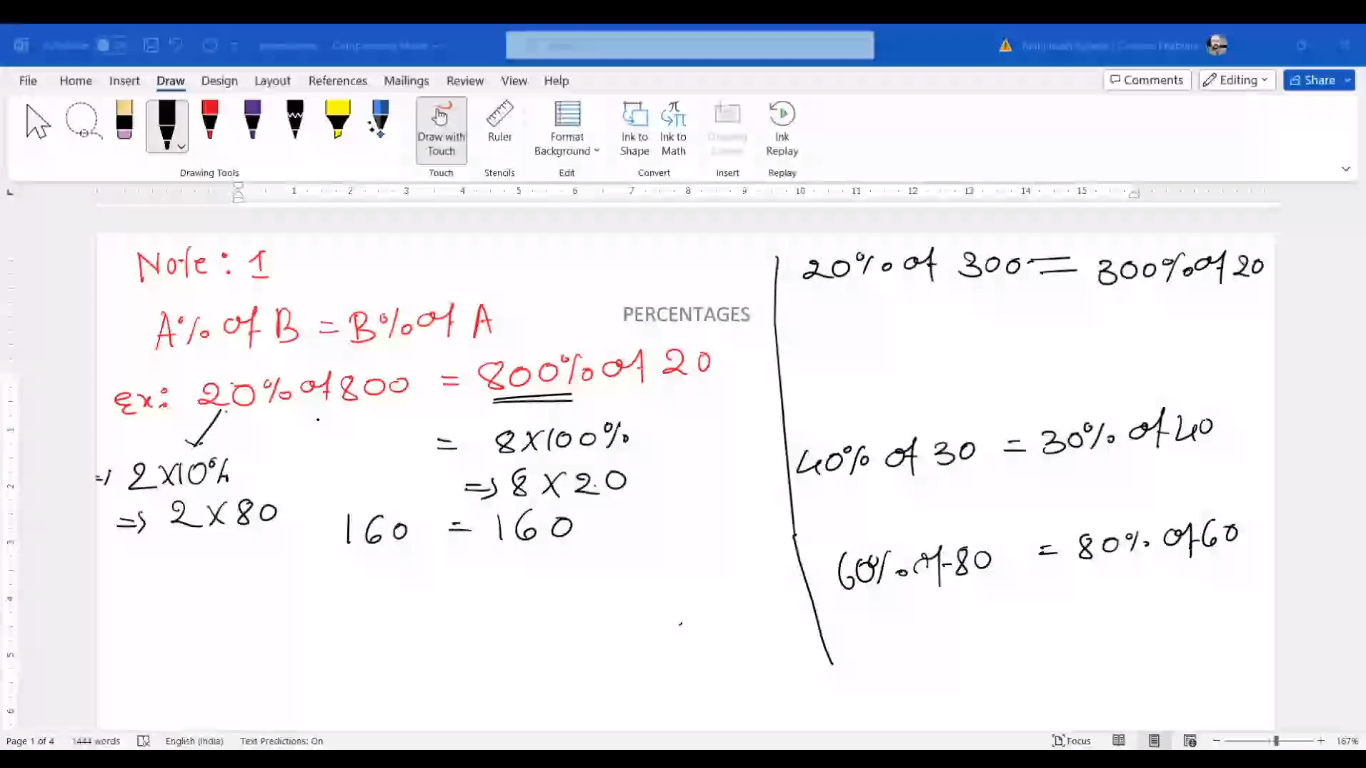 File Home Insert Draw Design Layout References Mailings Review View Help
Comments Editing Share
Draw with Touch
Ruler
Format Background
Ink to Shape
Ink to Math
Ink Replay
Drawing Tools Touch Stencils Edit Convert Insert Replay
1 2 3 4 5 6 7 8 9 10 11 12 13 14 15
PERCENTAGES
Note: 1
A% of B = B% of A
Ex: 20% of 800 = 800% of 20
= 8 X 100%
⇒ 2 X 10%
⇒ 8 X 20
⇒ 2 X 80
160 = 160
20% of 300 = 300% of 20
40% of 30 = 30% of 40
60% of 80 = 80% of 60
Page 1 of 4 1444 words English (India) Text Predictions: On Focus 167%